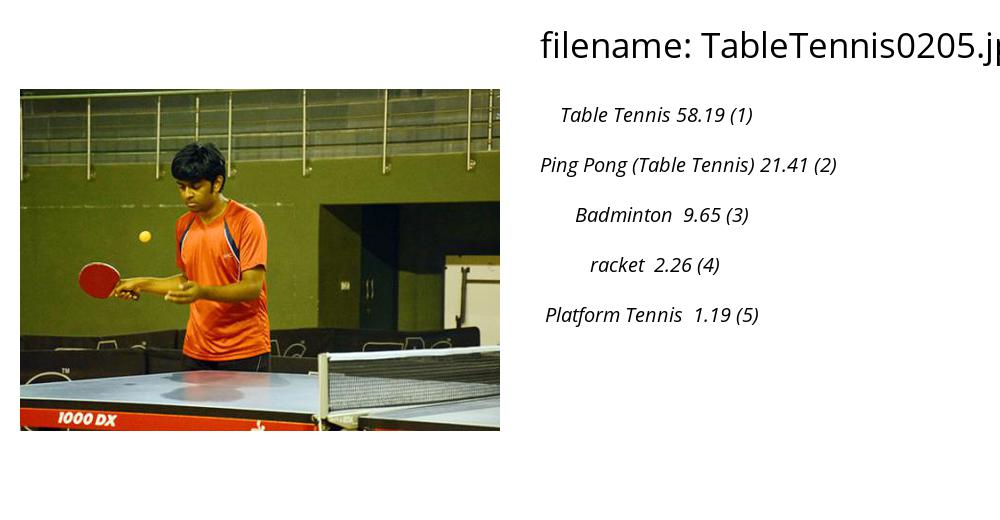 filename: TableTennis0205.jp
Table Tennis 58.19 (1)
Ping Pong (Table Tennis) 21.41 (2)
Badminton 9.65 (3)
racket 2.26 (4)
Platform Tennis 1.19 (5)
TM
1000 DX